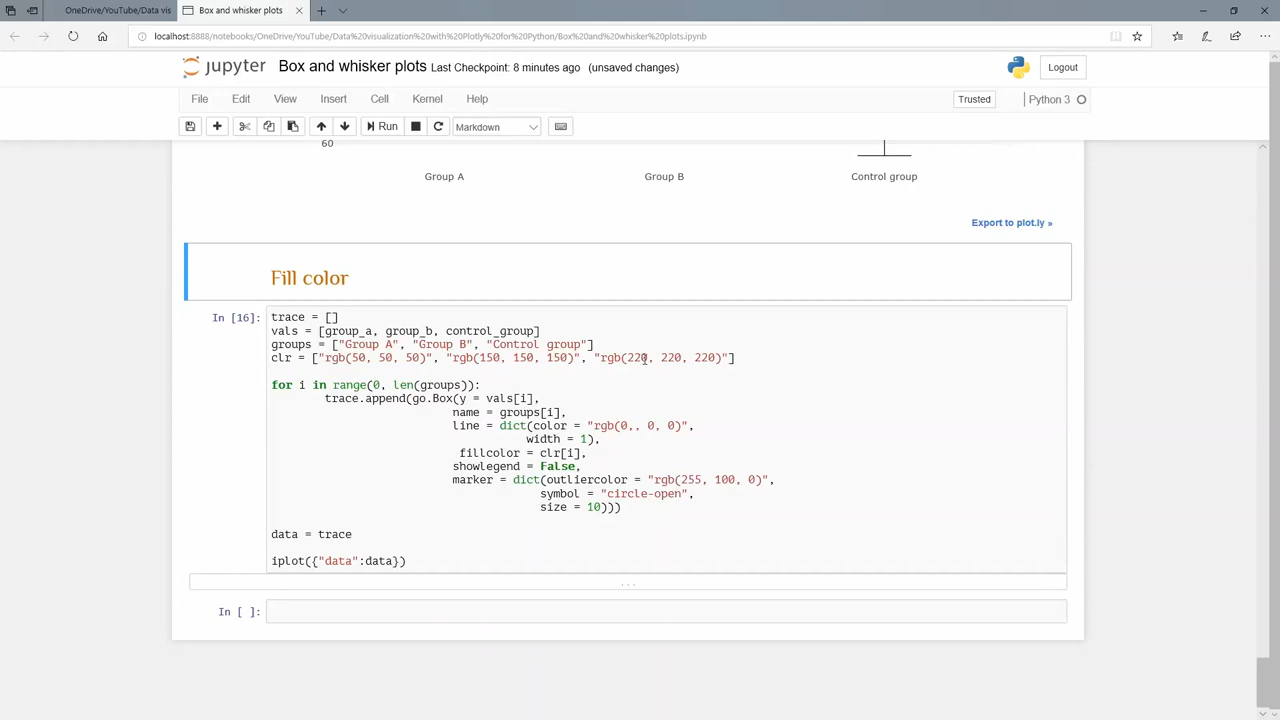 OneDrive/YouTube/Data vis
Box and whisker plots
localhost:8888/notebooks/OneDrive/YouTube/Data%20visualization%20with%20Plotly%20for%20Python/Box%20and%20whisker%20plots.ipynb
jupyter Box and whisker plots Last Checkpoint: 8 minutes ago (unsaved changes)
Logout
File Edit View Insert Cell Kernel Help
Trusted
Python 3
Run
Markdown
60
Group A Group B Control group
Export to plot.ly »
Fill color
In [16]:
trace = []
vals = [group_a, group_b, control_group]
groups = ["Group A", "Group B", "Control group"]
clr = ["rgb(50, 50, 50)", "rgb(150, 150, 150)", "rgb(220, 220, 220)"]
for i in range(0, len(groups)):
trace.append(go.Box(y = vals[i],
name = groups[i],
line = dict(color = "rgb(0,, 0, 0)",
width = 1),
fillcolor = clr[i],
showlegend = False,
marker = dict(outliercolor = "rgb(255, 100, 0)",
symbol = "circle-open",
size = 10)))
data = trace
iplot({"data":data})
...
In [ ]: